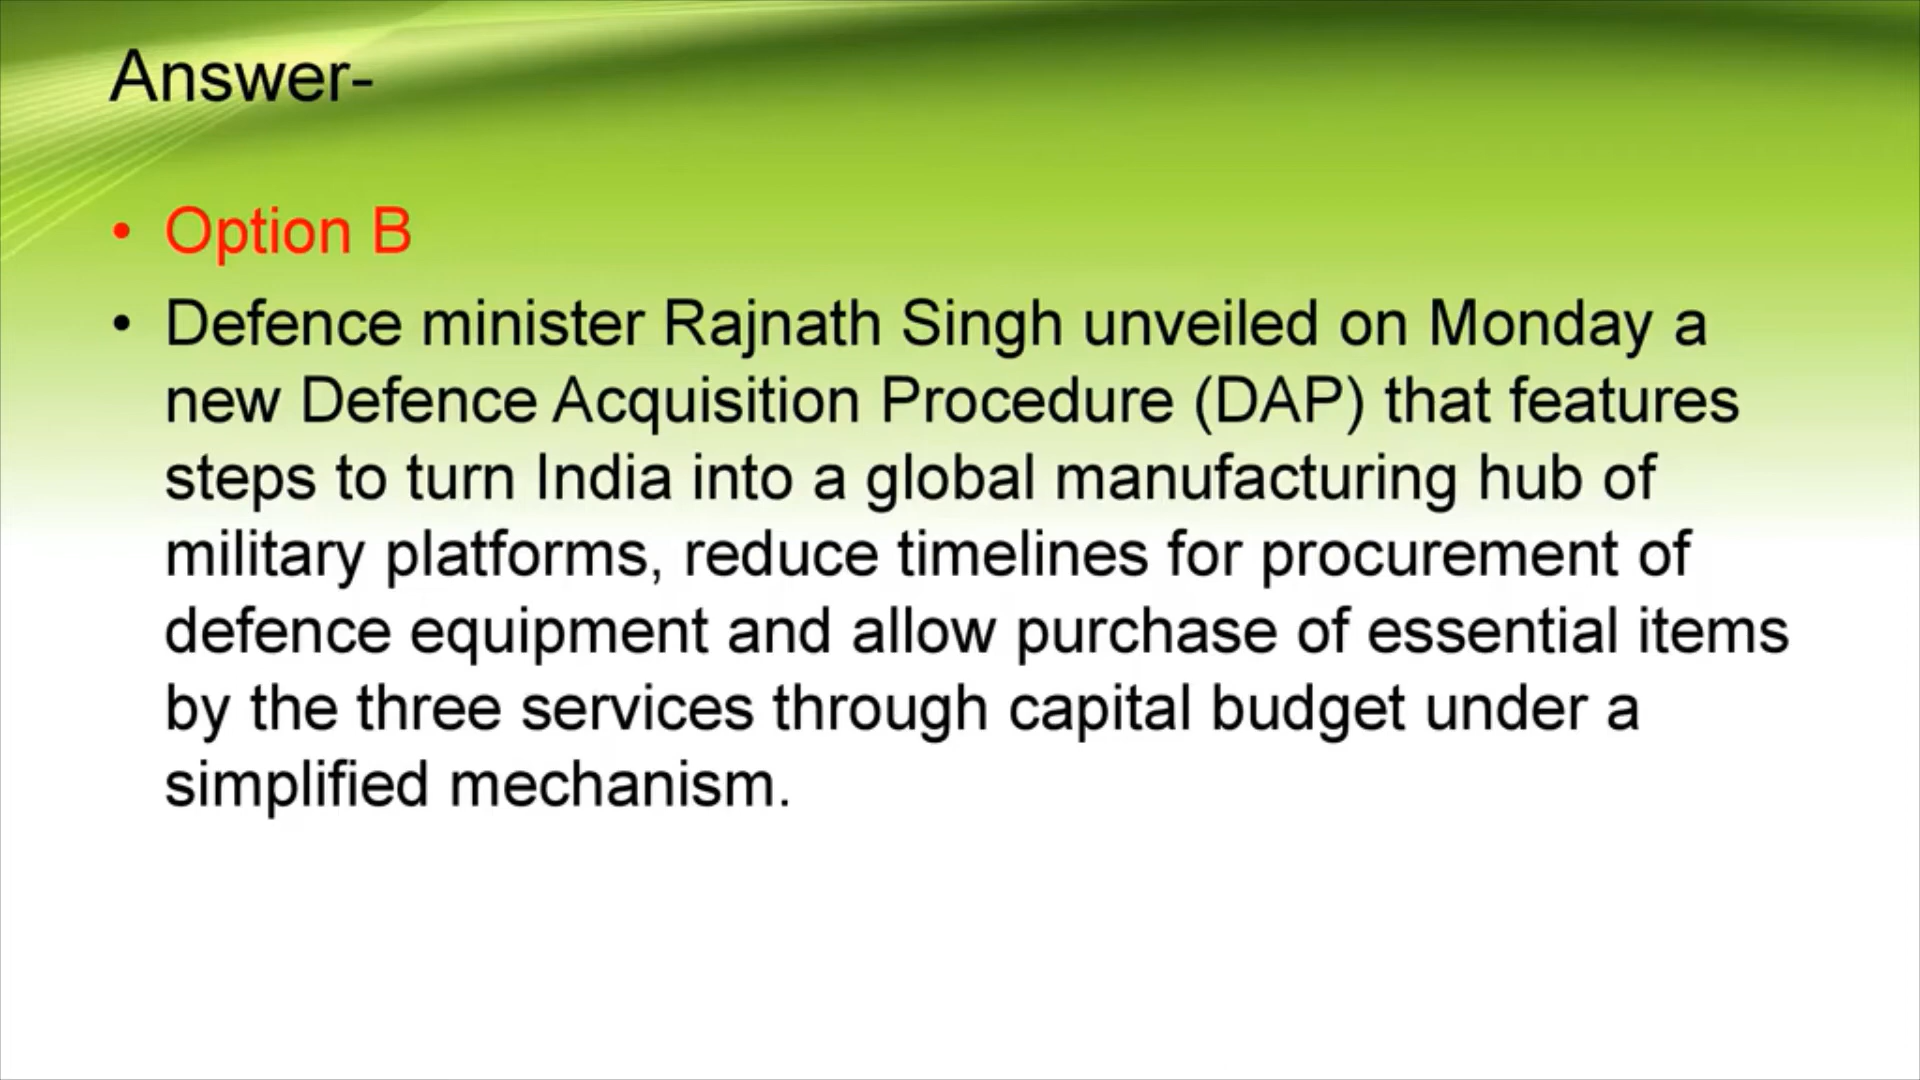 Answer-
• Option B
• Defence minister Rajnath Singh unveiled on Monday a
new Defence Acquisition Procedure (DAP) that features
steps to turn India into a global manufacturing hub of
military platforms, reduce timelines for procurement of
defence equipment and allow purchase of essential items
by the three services through capital budget under a
simplified mechanism.